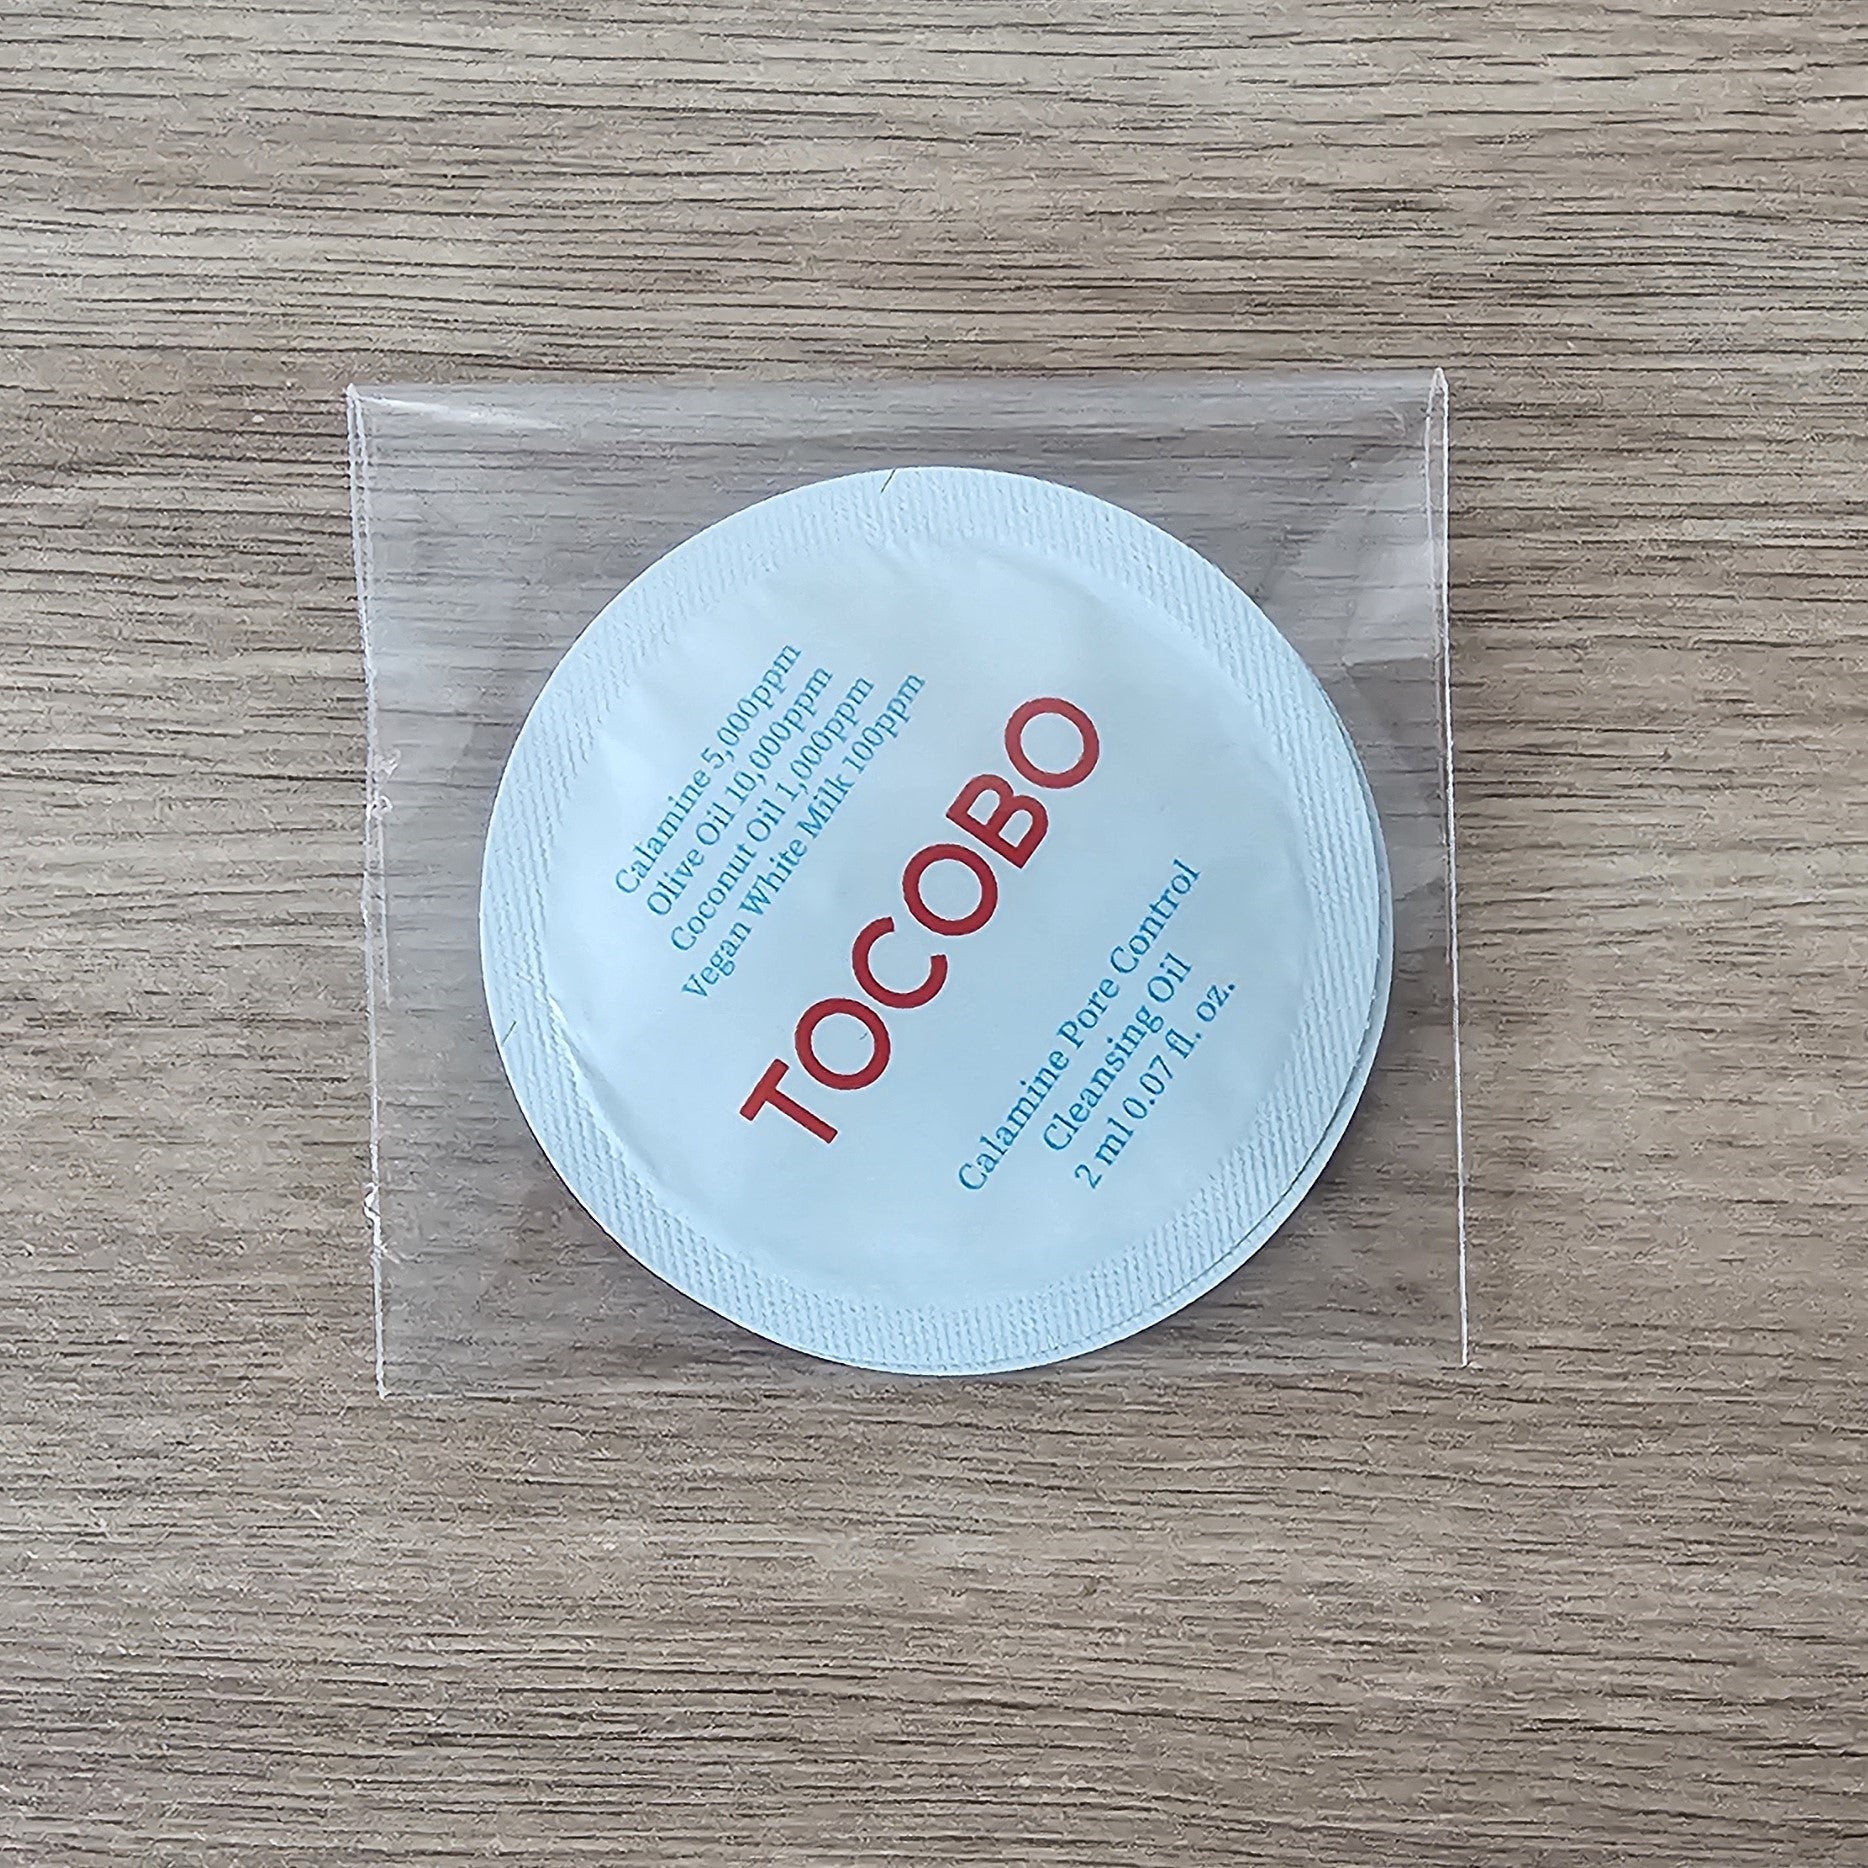 Calamine 5,000ppm
Olive Oil 10,000ppm
Coconut Oil 1,000ppm
Vegan White Milk 100ppm
TOCOBO
Calamine Pore Control
Cleansing Oil
2 ml 0.07 fl. oz.